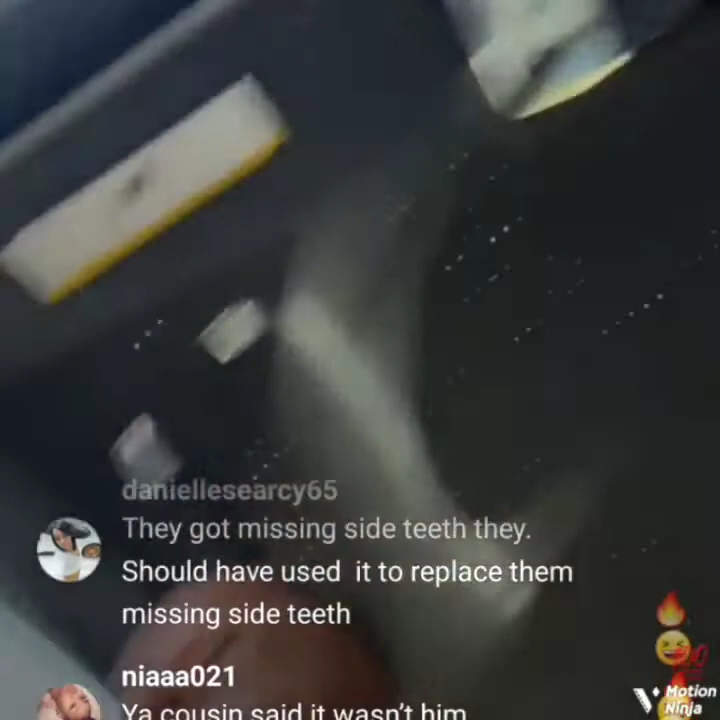 daniellesearcy65
They got missing side teeth they.
Should have used it to replace them
missing side teeth
niaaa021
Ya cousin said it wasn't him
Motion
Ninja